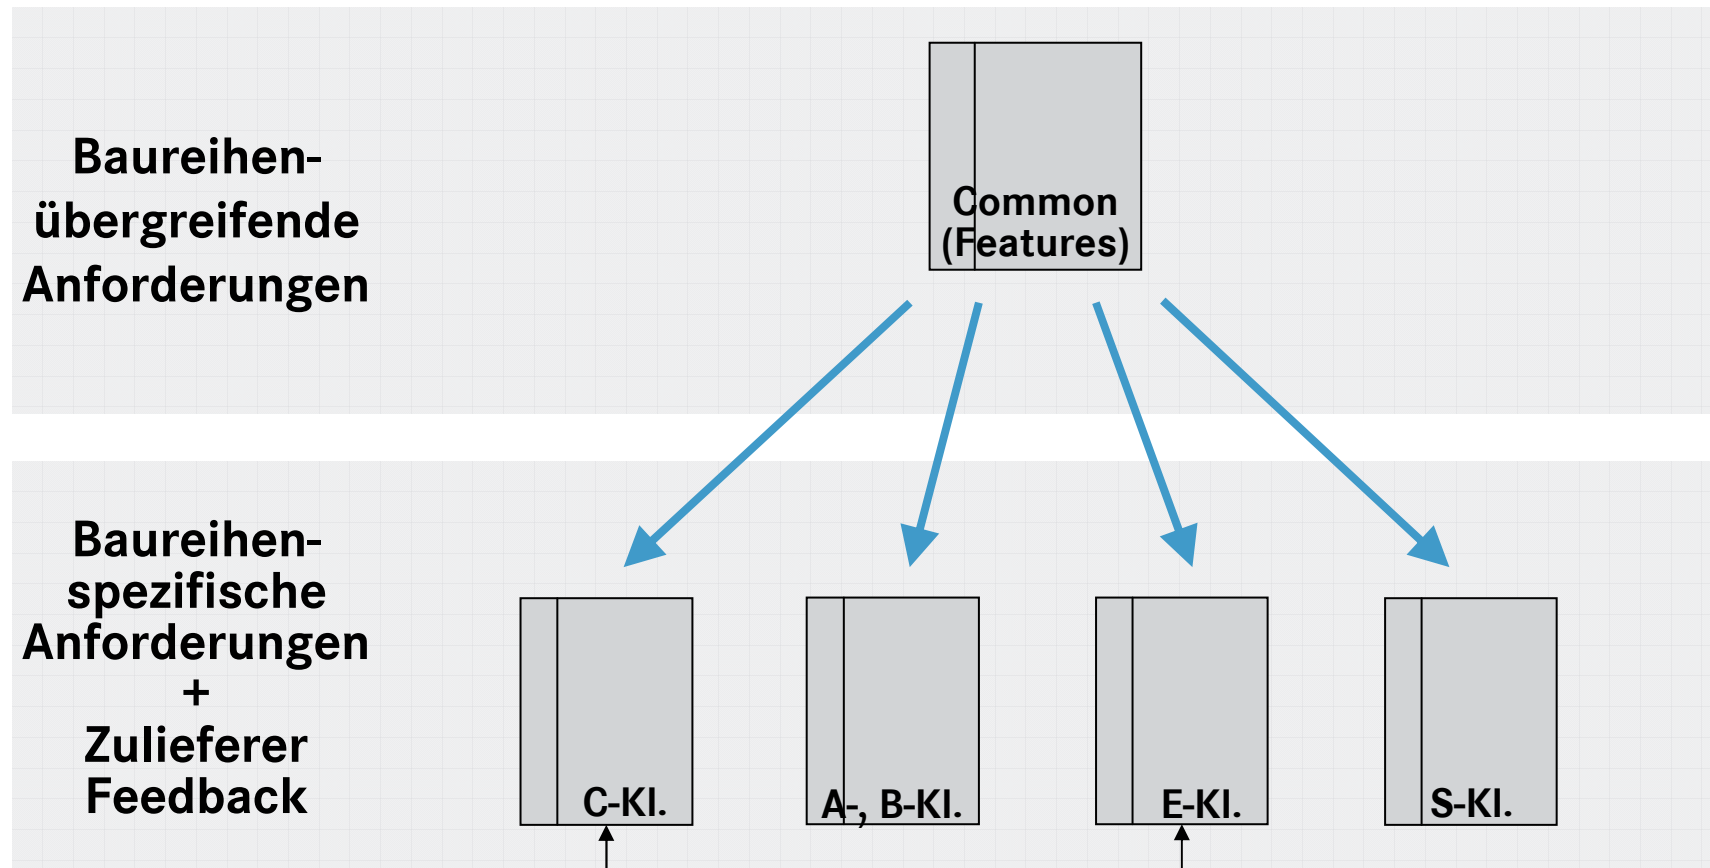 Baureihen-
übergreifende
Anforderungen
Common
(Features)
Baureihen-
spezifische
Anforderungen
+
Zulieferer
Feedback
C-Kl.
A-, B-Kl.
E-Kl.
S-Kl.